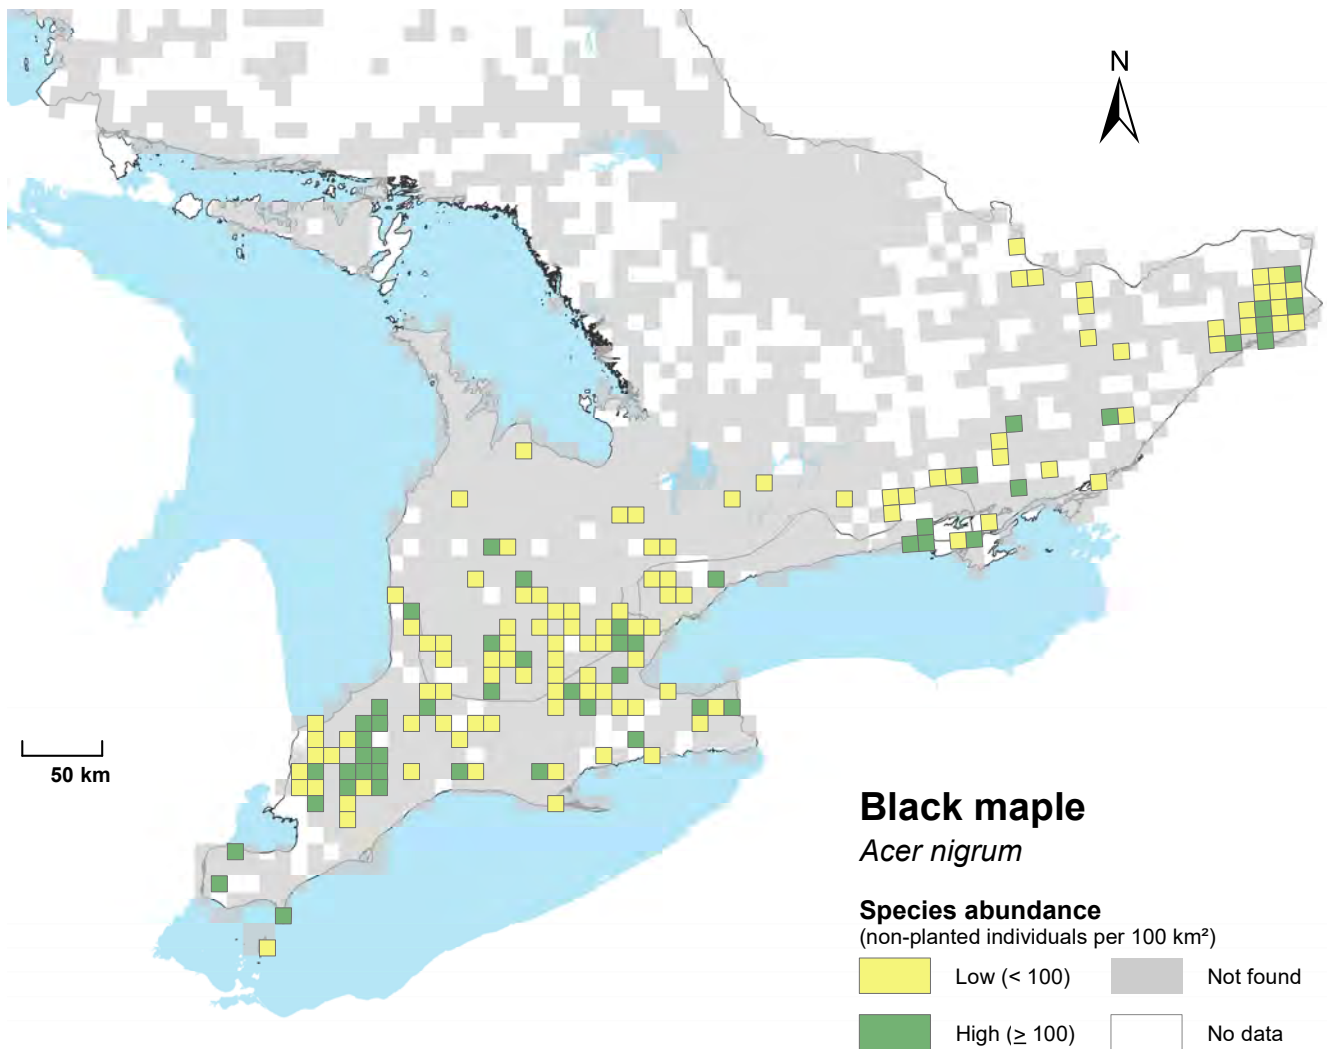 N
50 km
Black maple
Acer nigrum
Species abundance
(non-planted individuals per 100 km²)
Low (< 100)
Not found
High (≥ 100)
No data